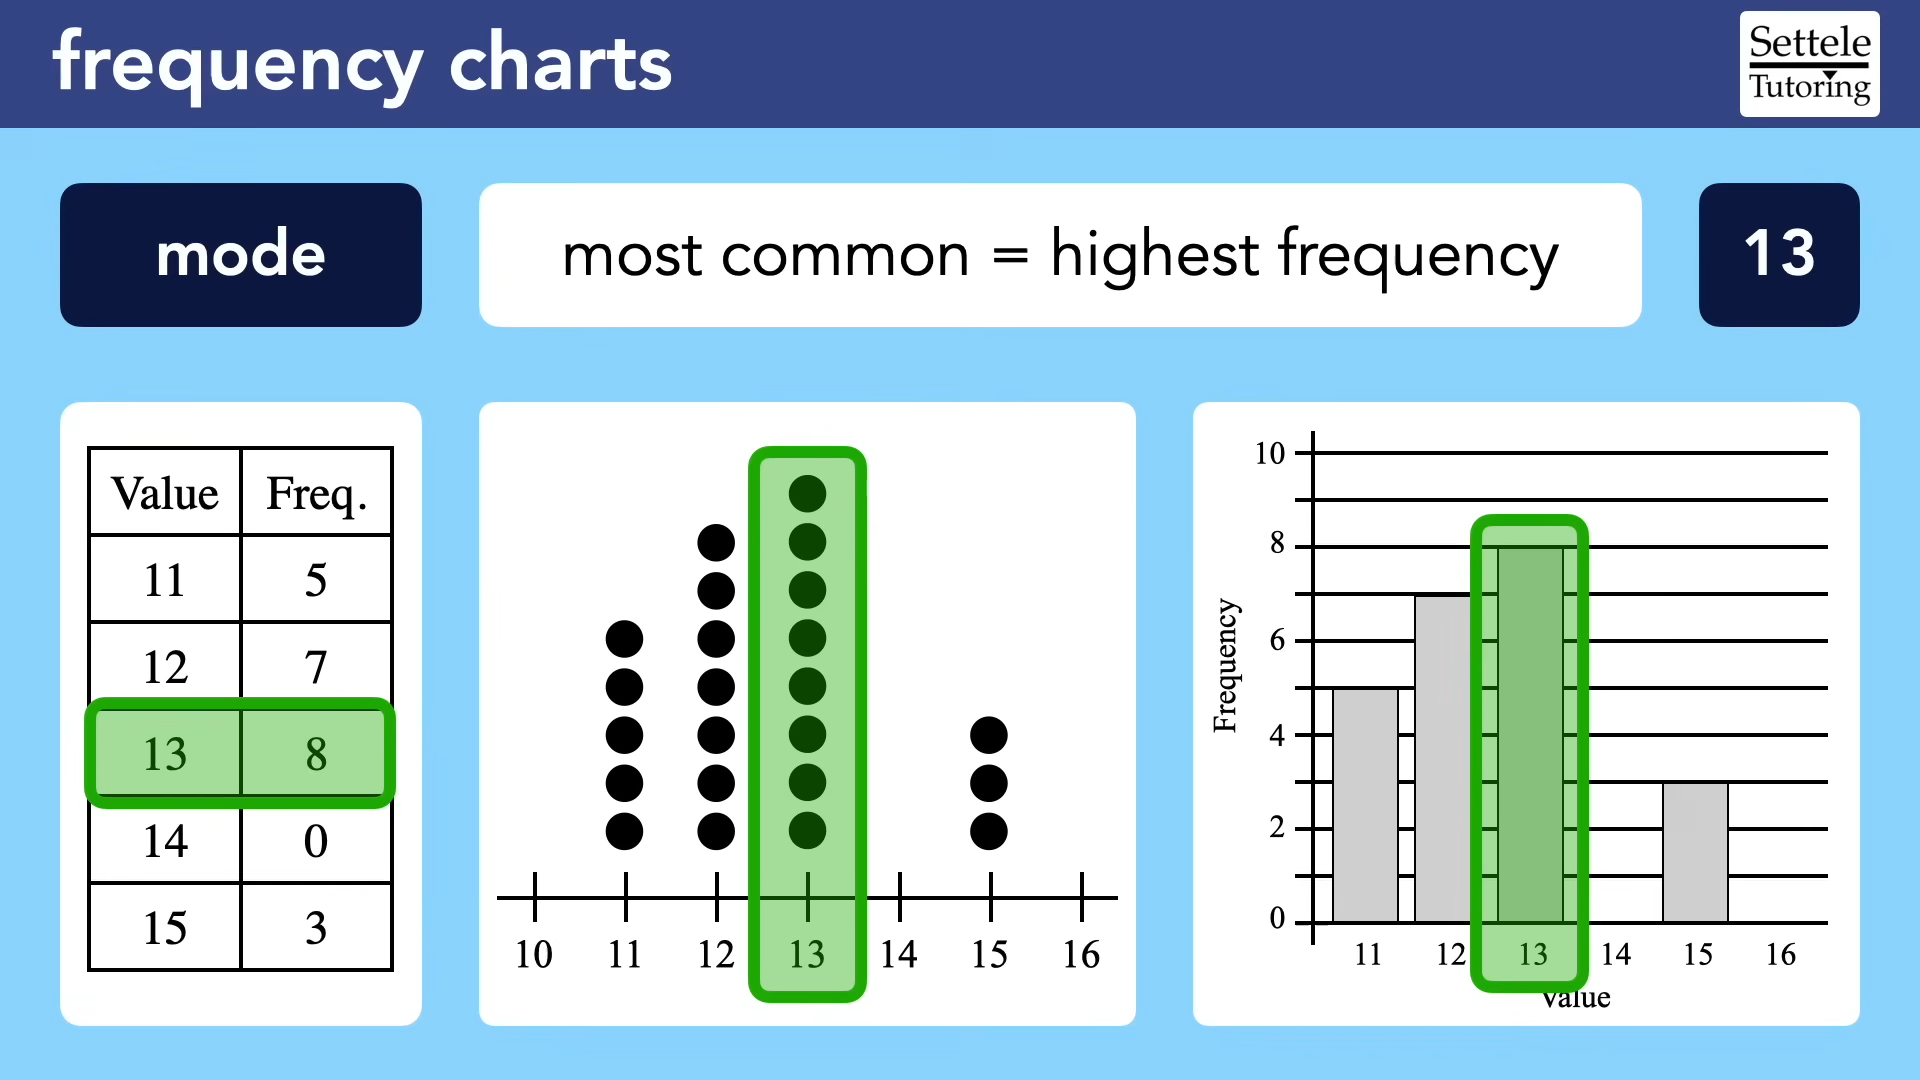 frequency charts
Settele
Tutoring
mode
most common = highest frequency
13
Value Freq.
11 5
12 7
13 8
14 0
15 3
10 11 12 13 14 15 16
10
8
6
4
2
0
Frequency
11 12 13 14 15 16
Value